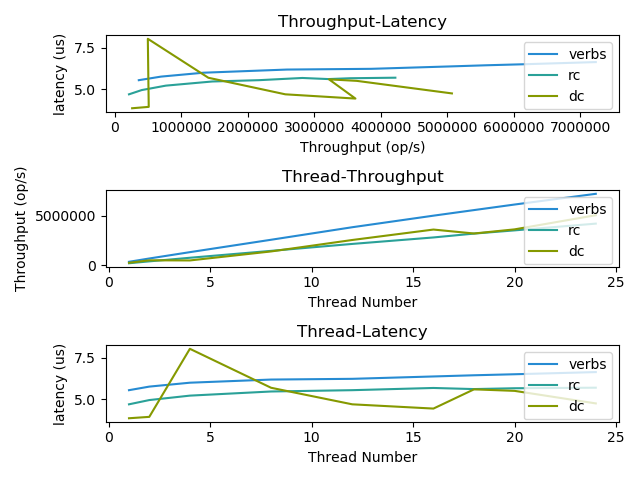 Throughput-Latency
latency (us)
7.5
5.0
verbs
rc
dc
0 1000000 2000000 3000000 4000000 5000000 6000000 7000000
Throughput (op/s)
Thread-Throughput
Throughput (op/s)
5000000
0
verbs
rc
dc
0 5 10 15 20 25
Thread Number
Thread-Latency
latency (us)
7.5
5.0
verbs
rc
dc
0 5 10 15 20 25
Thread Number